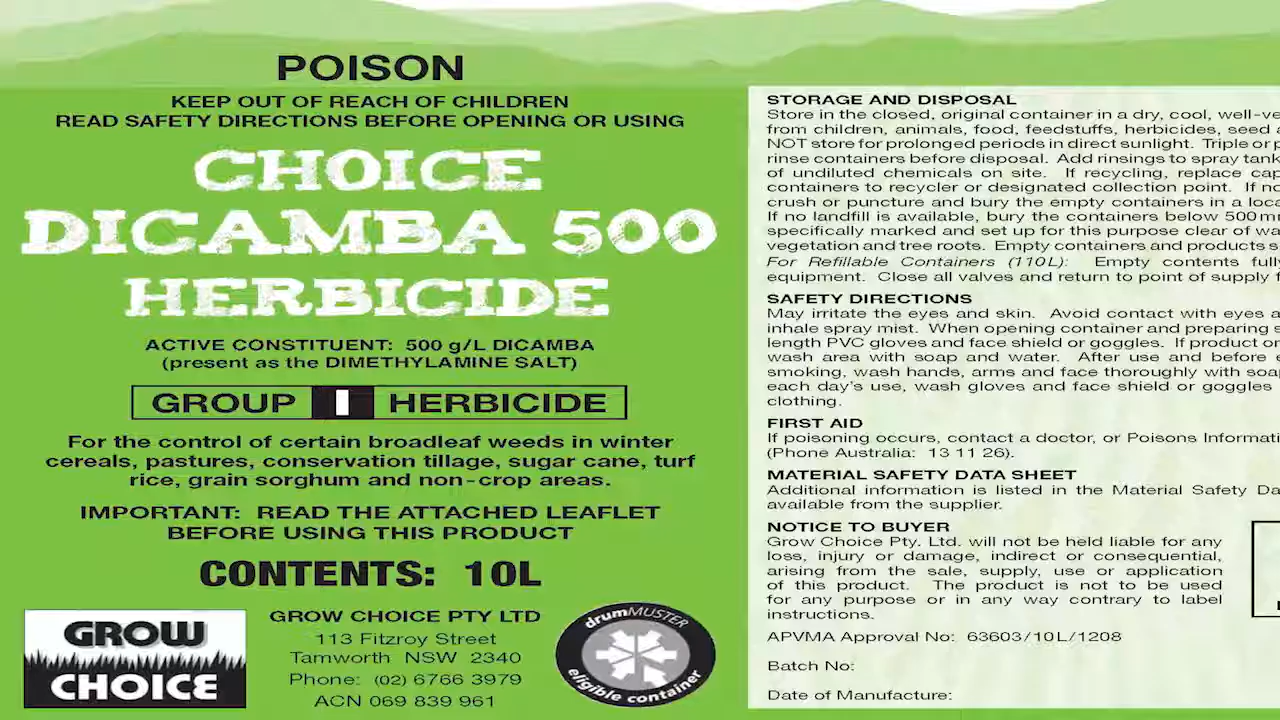 POISON
KEEP OUT OF REACH OF CHILDREN
READ SAFETY DIRECTIONS BEFORE OPENING OR USING
CHOICE
DICAMBA 500
HERBICIDE
ACTIVE CONSTITUENT: 500 g/L DICAMBA
(present as the DIMETHYLAMINE SALT)
GROUP I HERBICIDE
For the control of certain broadleaf weeds in winter
cereals, pastures, conservation tillage, sugar cane, turf
rice, grain sorghum and non-crop areas.
IMPORTANT: READ THE ATTACHED LEAFLET
BEFORE USING THIS PRODUCT
CONTENTS: 10L
GROW
CHOICE
GROW CHOICE PTY LTD
113 Fitzroy Street
Tamworth NSW 2340
Phone: (02) 6766 3979
ACN 069 839 961
drumMUSTER
eligible container
STORAGE AND DISPOSAL
Store in the closed, original container in a dry, cool, well-ve
from children, animals, food, feedstuffs, herbicides, seed
NOT store for prolonged periods in direct sunlight. Triple or p
rinse containers before disposal. Add rinsings to spray tank
of undiluted chemicals on site. If recycling, replace cap
containers to recycler or designated collection point. If no
crush or puncture and bury the empty containers in a loc
If no landfill is available, bury the containers below 500m
specifically marked and set up for this purpose clear of wa
vegetation and tree roots. Empty containers and products s
For Refillable Containers (110L): Empty contents fully
equipment. Close all valves and return to point of supply f
SAFETY DIRECTIONS
May irritate the eyes and skin. Avoid contact with eyes a
inhale spray mist. When opening container and preparing s
length PVC gloves and face shield or goggles. If product or
wash area with soap and water. After use and before e
smoking, wash hands, arms and face thoroughly with soap
each day's use, wash gloves and face shield or goggles
clothing.
FIRST AID
If poisoning occurs, contact a doctor, or Poisons Informati
(Phone Australia: 13 11 26).
MATERIAL SAFETY DATA SHEET
Additional information is listed in the Material Safety Da
available from the supplier.
NOTICE TO BUYER
Grow Choice Pty. Ltd. will not be held liable for any
loss, injury or damage, indirect or consequential,
arising from the sale, supply, use or application
of this product. The product is not to be used
for any purpose or in any way contrary to label
instructions.
APVMA Approval No: 63603/10L/1208
Batch No:
Date of Manufacture: